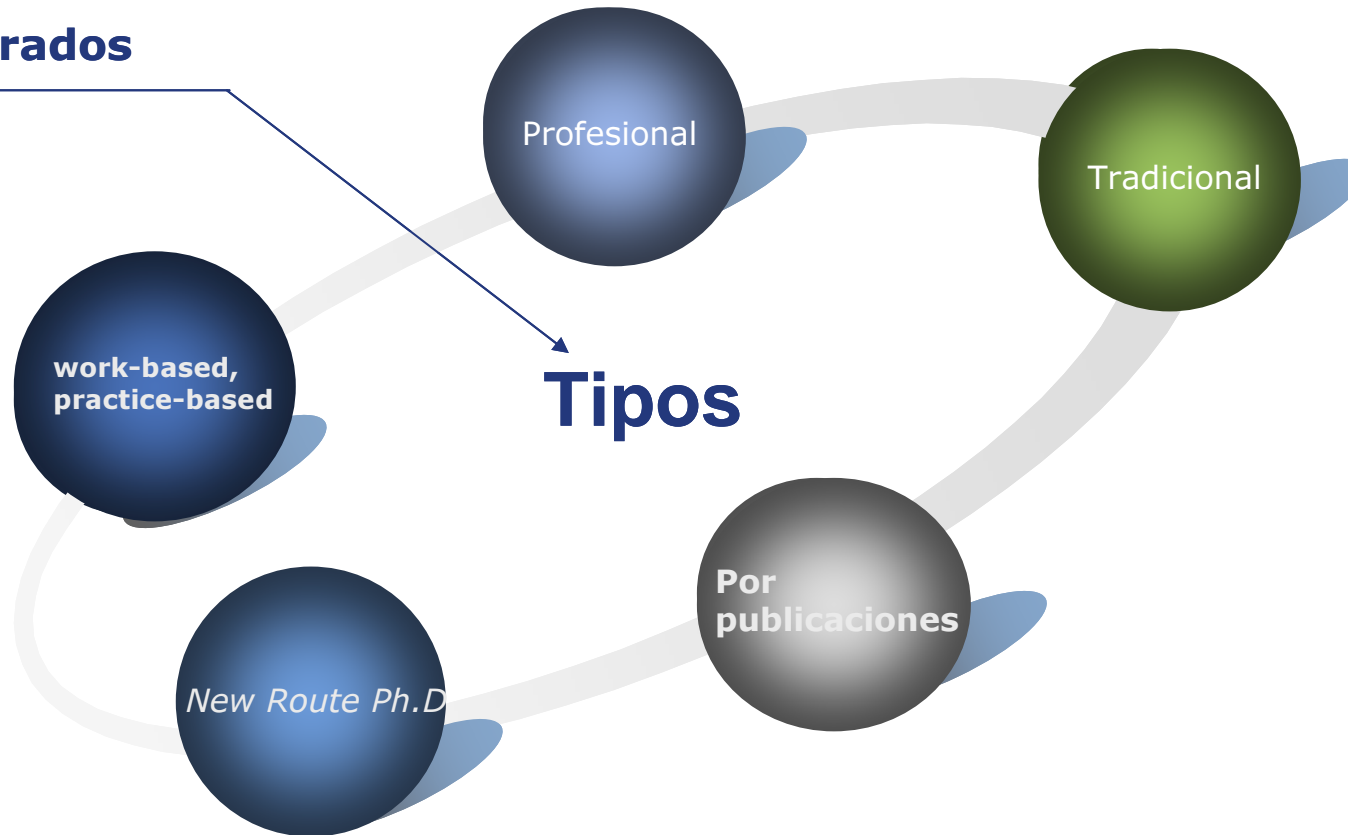 rados
Profesional
Tradicional
work-based,
practice-based
Tipos
Por
publicaciones
New Route Ph.D